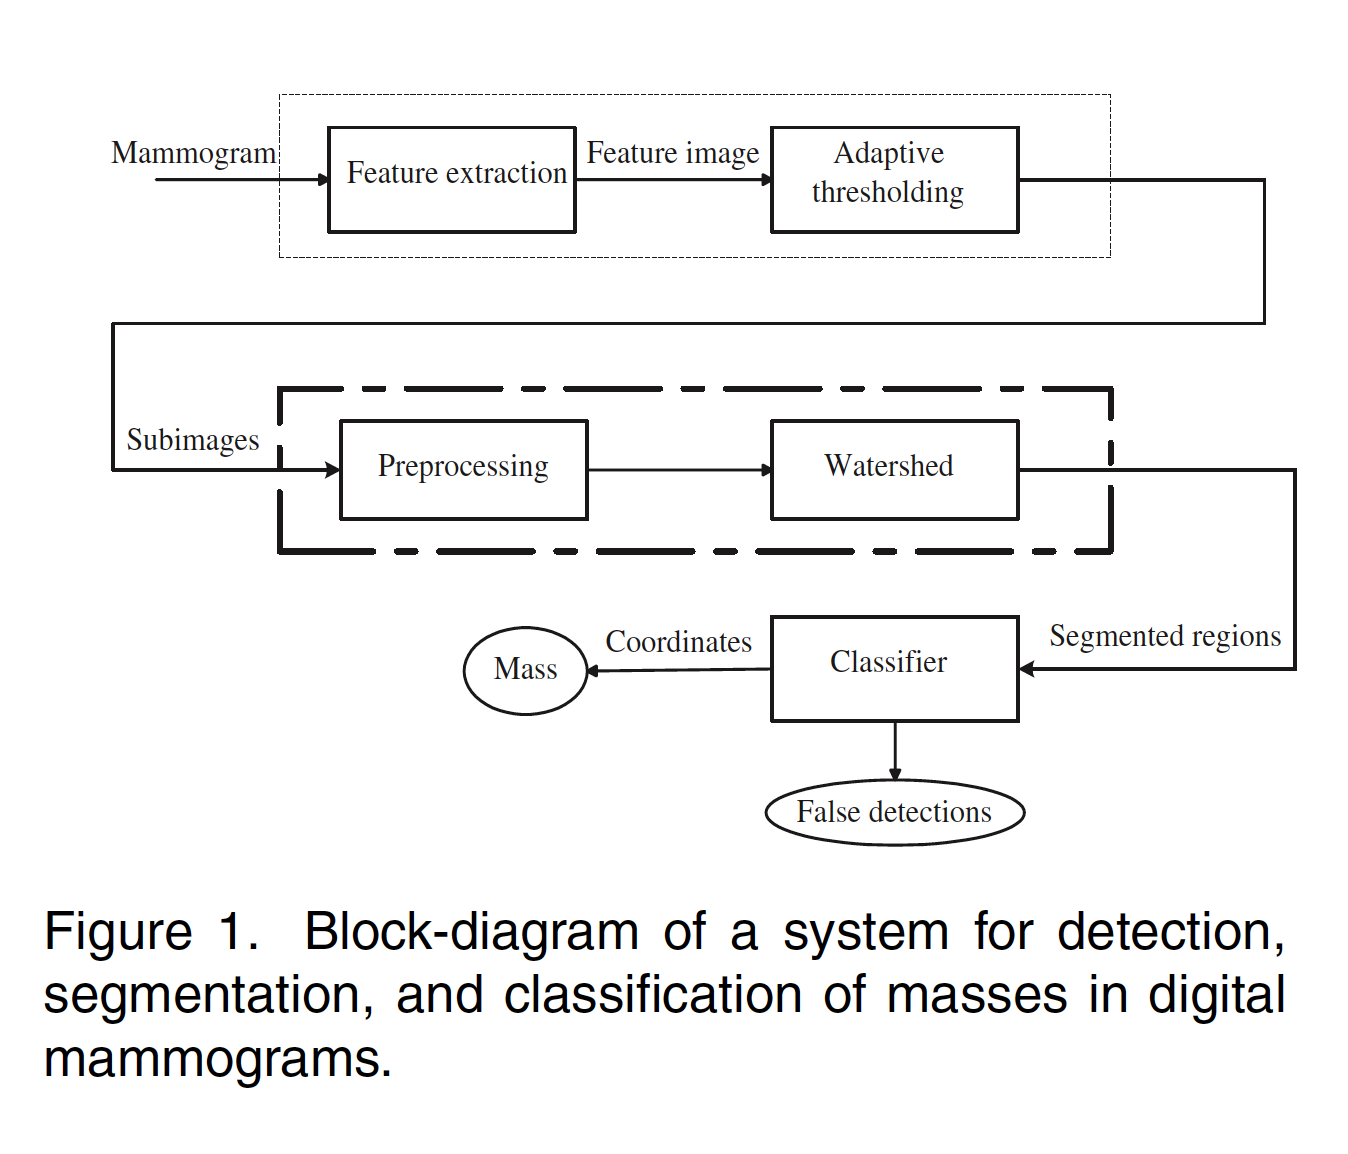 Mammogram
Feature extraction
Feature image
Adaptive
thresholding
Subimages
Preprocessing
Watershed
Segmented regions
Classifier
Coordinates
Mass
False detections
Figure 1. Block-diagram of a system for detection,
segmentation, and classification of masses in digital
mammograms.